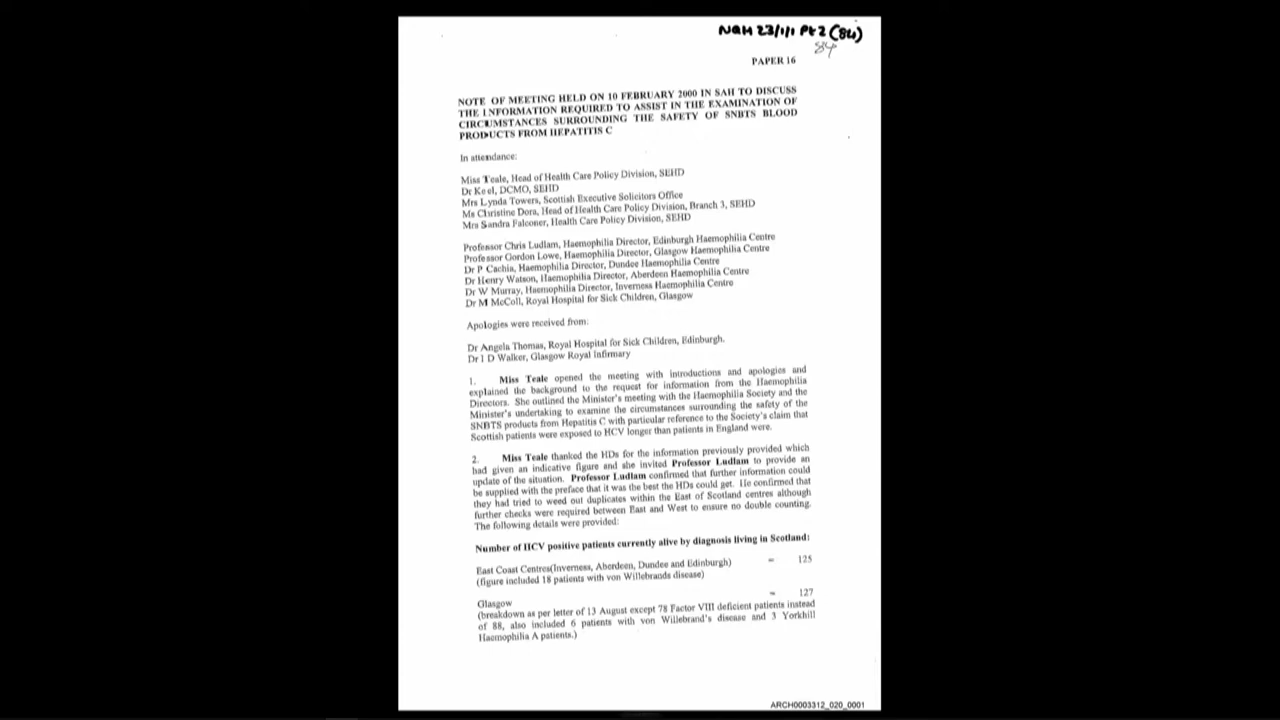 NQH 23/1/1 Pt 2 (84)
84
PAPER 16
NOTE OF MEETING HELD ON 10 FEBRUARY 2000 IN SAH TO DISCUSS
THE INFORMATION REQUIRED TO ASSIST IN THE EXAMINATION OF
CIRCUMSTANCES SURROUNDING THE SAFETY OF SNBTS BLOOD
PRODUCTS FROM HEPATITIS C
In attendance:
Miss Teale, Head of Health Care Policy Division, SEHD
Dr Keel, DCMO, SEHD
Mrs Lynda Towers, Scottish Executive Solicitors Office
Ms Christine Dora, Head of Health Care Policy Division, Branch 3, SEHD
Mrs Sandra Falconer, Health Care Policy Division, SEHD
Professor Chris Ludlam, Haemophilia Director, Edinburgh Haemophilia Centre
Professor Gordon Lowe, Haemophilia Director, Glasgow Haemophilia Centre
Dr P Cachia, Haemophilia Director, Dundee Haemophilia Centre
Dr Henry Watson, Haemophilia Director, Aberdeen Haemophilia Centre
Dr W Murray, Haemophilia Director, Inverness Haemophilia Centre
Dr M McColl, Royal Hospital for Sick Children, Glasgow
Apologies were received from:
Dr Angela Thomas, Royal Hospital for Sick Children, Edinburgh.
Dr I D Walker, Glasgow Royal Infirmary
1. Miss Teale opened the meeting with introductions and apologies and
explained the background to the request for information from the Haemophilia
Directors. She outlined the Minister's meeting with the Haemophilia Society and the
Minister's undertaking to examine the circumstances surrounding the safety of the
SNBTS products from Hepatitis C with particular reference to the Society's claim that
Scottish patients were exposed to HCV longer than patients in England were.
2. Miss Teale thanked the HDs for the information previously provided which
had given an indicative figure and she invited Professor Ludlam to provide an
update of the situation. Professor Ludlam confirmed that further information could
be supplied with the preface that it was the best the HDs could get. He confirmed that
they had tried to weed out duplicates within the East of Scotland centres although
further checks were required between East and West to ensure no double counting.
The following details were provided:
Number of HCV positive patients currently alive by diagnosis living in Scotland:
East Coast Centres(Inverness, Aberdeen, Dundee and Edinburgh) = 125
(figure included 18 patients with von Willebrands disease)
Glasgow = 127
(breakdown as per letter of 13 August except 78 Factor VIII deficient patients instead
of 88, also included 6 patients with von Willebrand's disease and 3 Yorkhill
Haemophilia A patients.)
ARCH0003312_020_0001